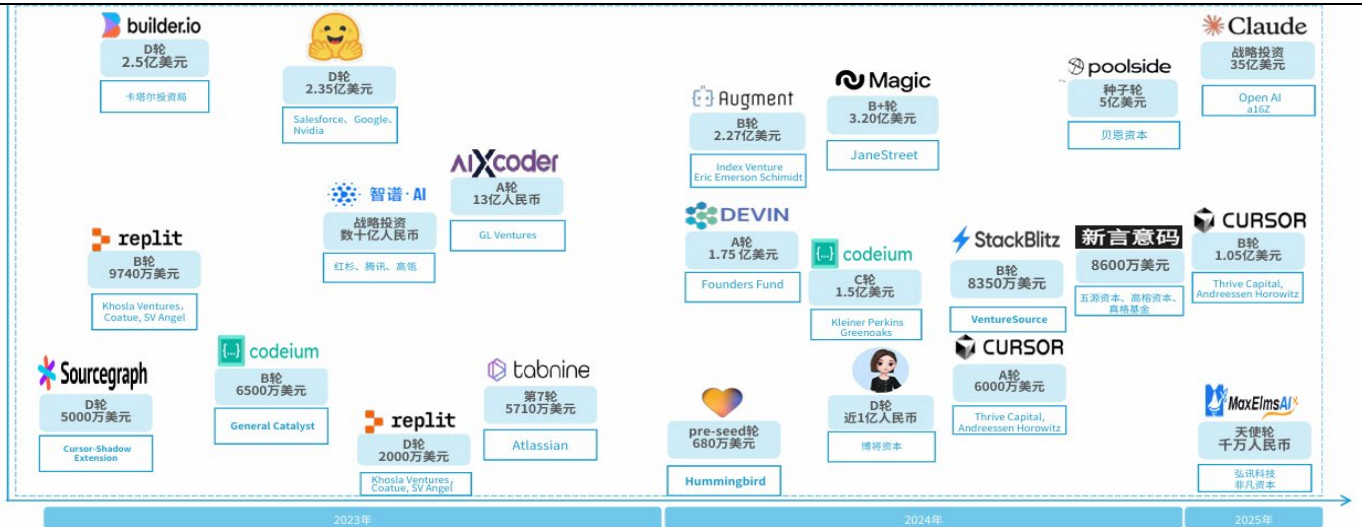 builder.io
D轮
2.5亿美元
卡塔尔投资局
D轮
2.35亿美元
Salesforce、Google、
Nvidia
Augment
B轮
2.27亿美元
Index Venture
Eric Emerson Schimidt
Magic
B+轮
3.20亿美元
JaneStreet
poolside
种子轮
5亿美元
贝恩资本
Claude
战略投资
35亿美元
Open AI
a16Z
replit
B轮
9740万美元
Khosla Ventures,
Coatue, SV Angel
智谱·AI
战略投资
数十亿人民币
红杉、腾讯、高瓴
AIXcoder
A轮
13亿人民币
GL Ventures
DEVIN
A轮
1.75亿美元
Founders Fund
{...} codeium
C轮
1.5亿美元
Kleiner Perkins
Greenoaks
StackBlitz
B轮
8350万美元
VentureSource
新言意码
8600万美元
五源资本、高榕资本、
真格基金
CURSOR
B轮
1.05亿美元
Thrive Capital,
Andreessen Horowitz
Sourcegraph
D轮
5000万美元
Cursor-Shadow
Extension
{...} codeium
B轮
6500万美元
General Catalyst
replit
D轮
2000万美元
Khosla Ventures,
Coatue, SV Angel
tabnine
第7轮
5710万美元
Atlassian
pre-seed轮
680万美元
Hummingbird
D轮
近1亿人民币
博将资本
CURSOR
A轮
6000万美元
Thrive Capital,
Andreessen Horowitz
MaxElmsAI
天使轮
千万人民币
弘讯科技
非凡资本
2023年
2024年
2025年